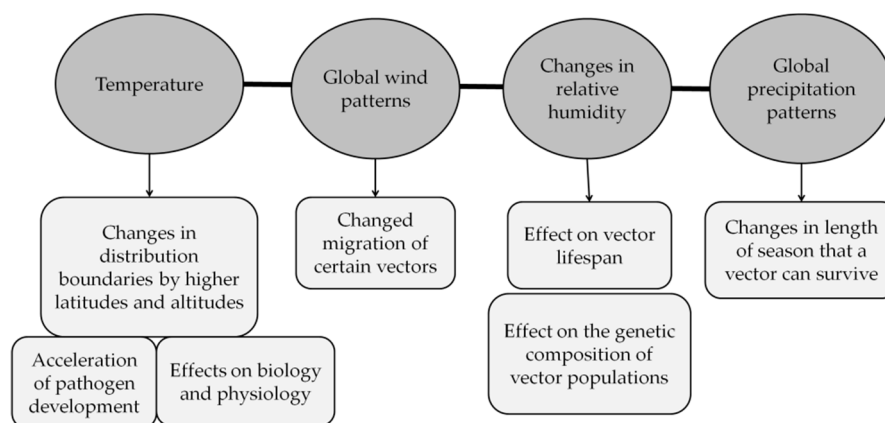 Temperature
Global wind
patterns
Changes in
relative
humidity
Global
precipitation
patterns
Changes in
distribution
boundaries by higher
latitudes and altitudes
Acceleration
of pathogen
development
Effects on biology
and physiology
Changed
migration of
certain vectors
Effect on vector
lifespan
Effect on the genetic
composition of
vector populations
Changes in length
of season that a
vector can survive